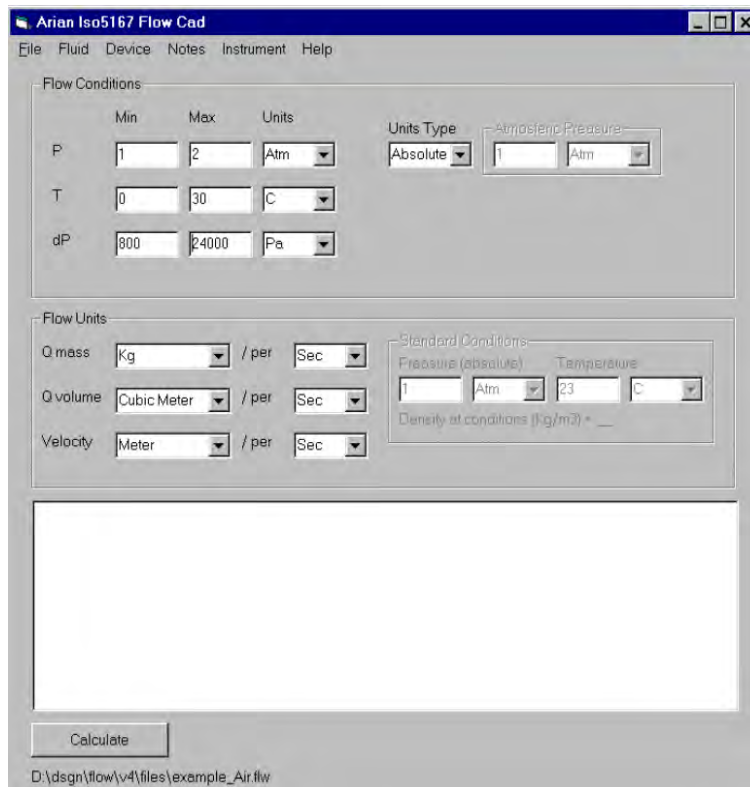 Arian Iso5167 Flow Cad
File Fluid Device Notes Instrument Help
Flow Conditions
Min Max Units
Units Type Atmosferic Preasure
P 1 2 Atm Absolute 1 Atm
T 0 30 C
dP 800 24000 Pa
Flow Units
Q mass Kg / per Sec
Standard Conditions
Preasure (absolute) Temperature
1 Atm 23 C
Q volume Cubic Meter / per Sec
Density at conditions (Kg/m3) = __
Velocity Meter / per Sec
Calculate
D:\dsgn\flow\v4\files\example_Air.flw